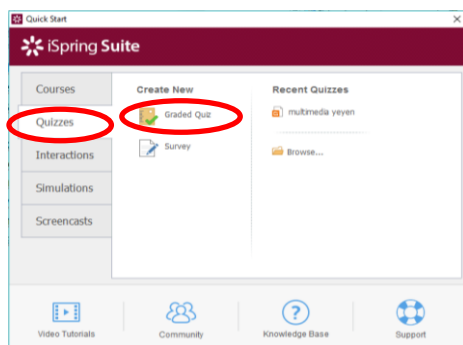 Quick Start
iSpring Suite
Courses
Quizzes
Interactions
Simulations
Screencasts
Create New
Graded Quiz
Survey
Recent Quizzes
multimedia yeyen
Browse...
Video Tutorials
Community
Knowledge Base
Support